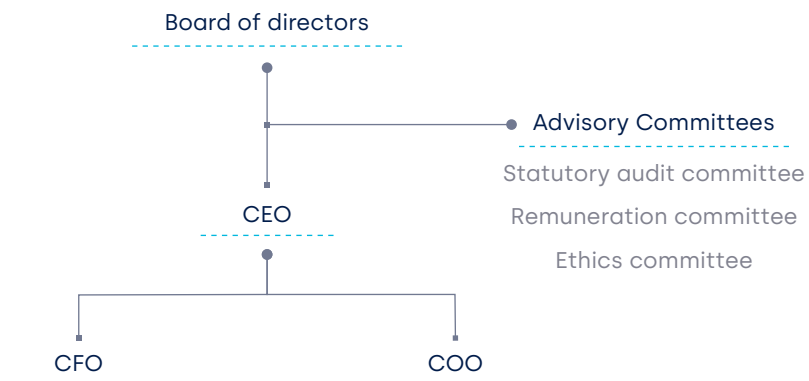 Board of directors
Advisory Committees
Statutory audit committee
Remuneration committee
Ethics committee
CEO
CFO
COO